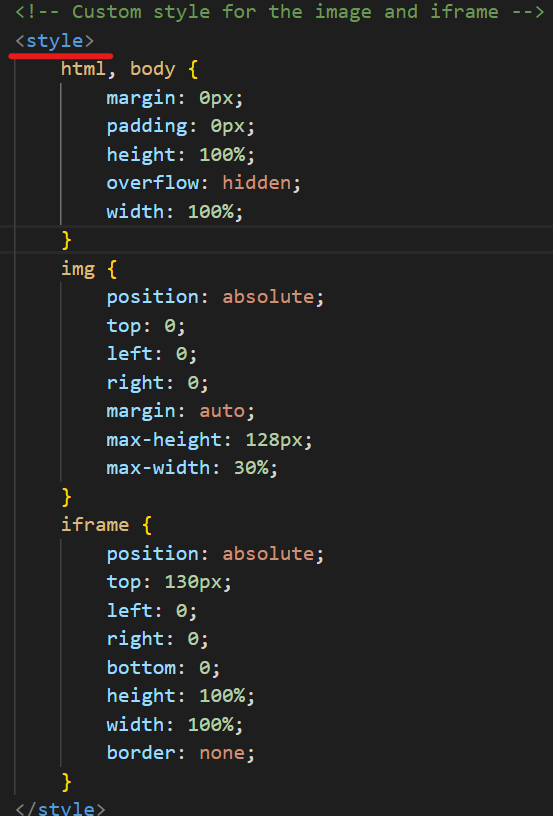 <!-- Custom style for the image and iframe -->
<style>
    html, body {
        margin: 0px;
        padding: 0px;
        height: 100%;
        overflow: hidden;
        width: 100%;
    }
    img {
        position: absolute;
        top: 0;
        left: 0;
        right: 0;
        margin: auto;
        max-height: 128px;
        max-width: 30%;
    }
    iframe {
        position: absolute;
        top: 130px;
        left: 0;
        right: 0;
        bottom: 0;
        height: 100%;
        width: 100%;
        border: none;
    }
</style>